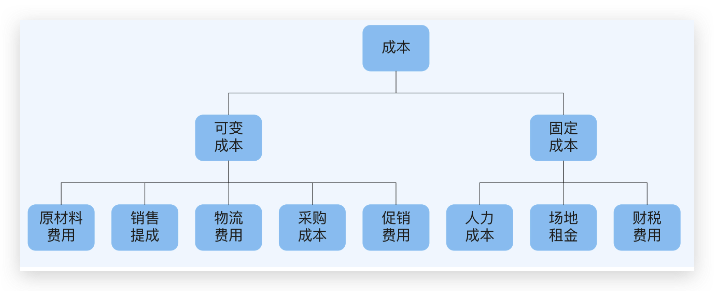 成本
可变
成本
固定
成本
原材料
费用
销售
提成
物流
费用
采购
成本
促销
费用
人力
成本
场地
租金
财税
费用